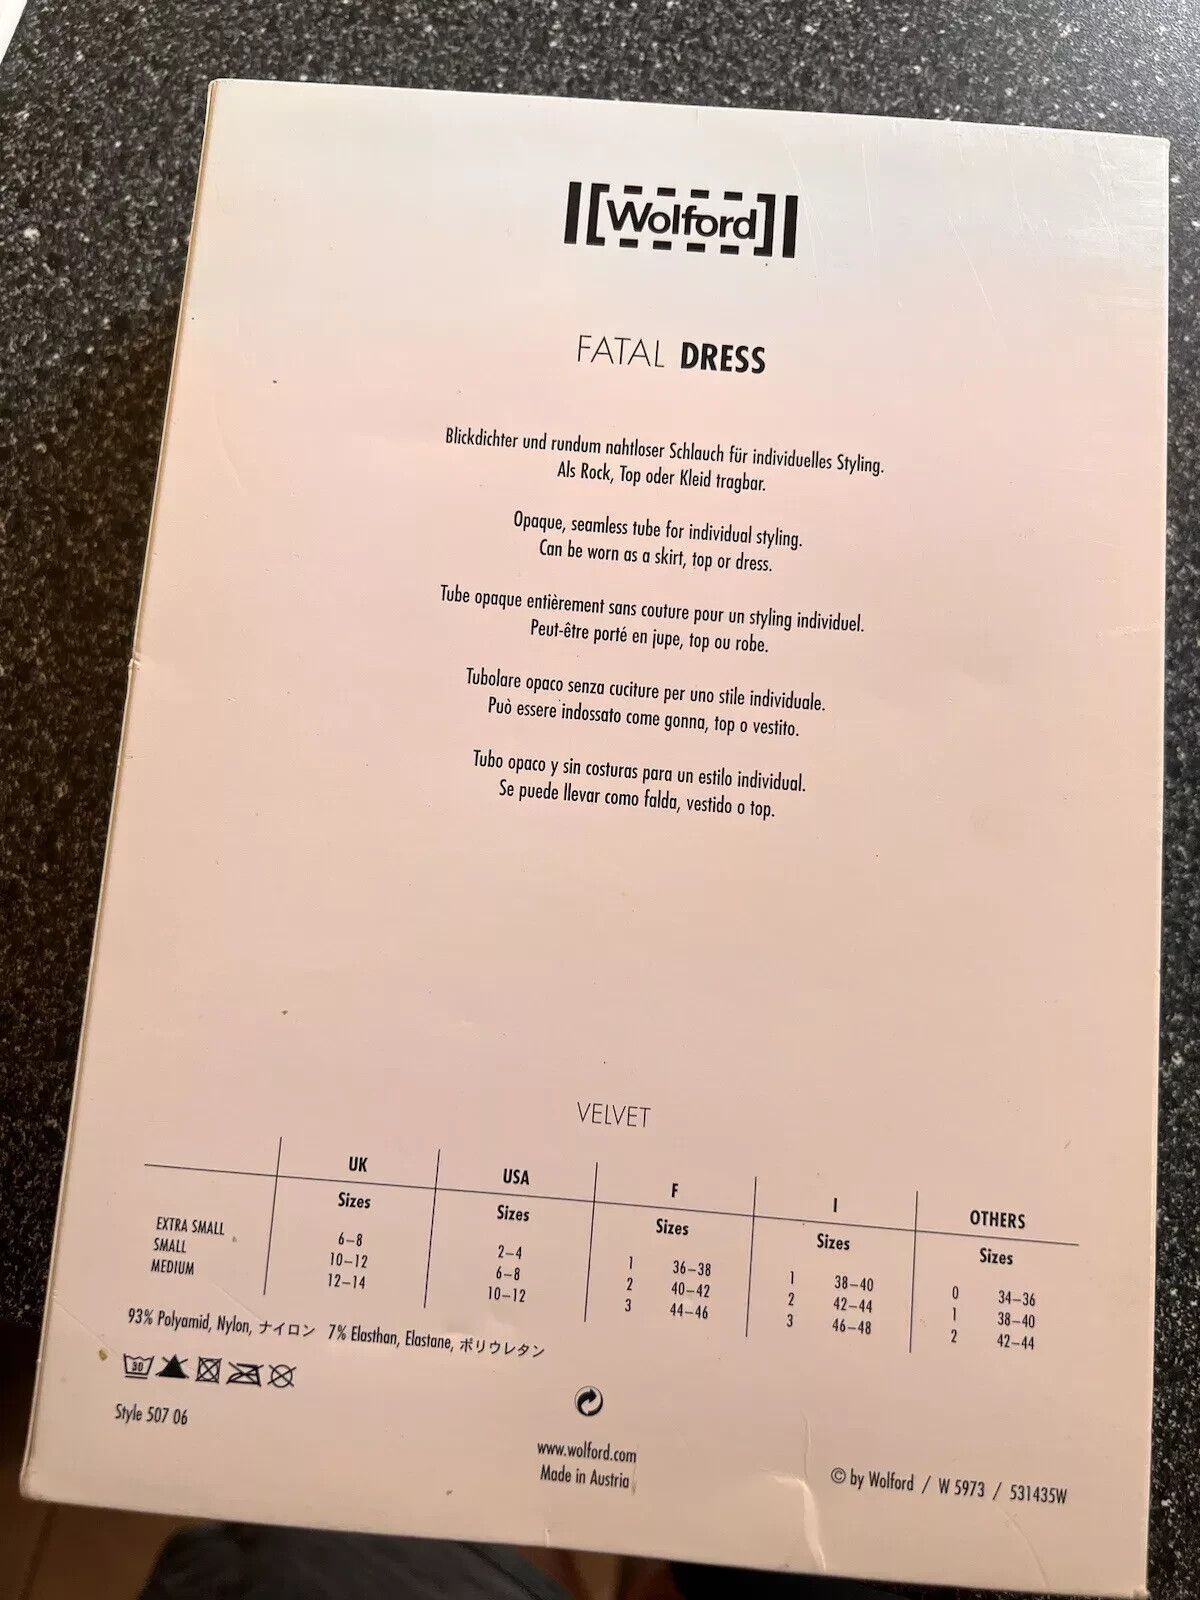 Wolford
FATAL DRESS
Blickdichter und rundum nahtloser Schlauch für individuelles Styling.
Als Rock, Top oder Kleid tragbar.
Opaque, seamless tube for individual styling.
Can be worn as a skirt, top or dress.
Tube opaque entièrement sans couture pour un styling individuel.
Peut-être porté en jupe, top ou robe.
Tubolare opaco senza cuciture per uno stile individuale.
Può essere indossato come gonna, top o vestito.
Tubo opaco y sin costuras para un estilo individual.
Se puede llevar como falda, vestido o top.
VELVET
UK USA F I OTHERS
Sizes Sizes Sizes Sizes Sizes
EXTRA SMALL 6–8 2–4 1 36–38 1 38–40 0 34–36
SMALL 10–12 6–8 2 40–42 2 42–44 1 38–40
MEDIUM 12–14 10–12 3 44–46 3 46–48 2 42–44
93% Polyamid, Nylon, ナイロン 7% Elasthan, Elastane, ポリウレタン
30
Style 507 06
www.wolford.com
Made in Austria
© by Wolford / W 5973 / 531435W